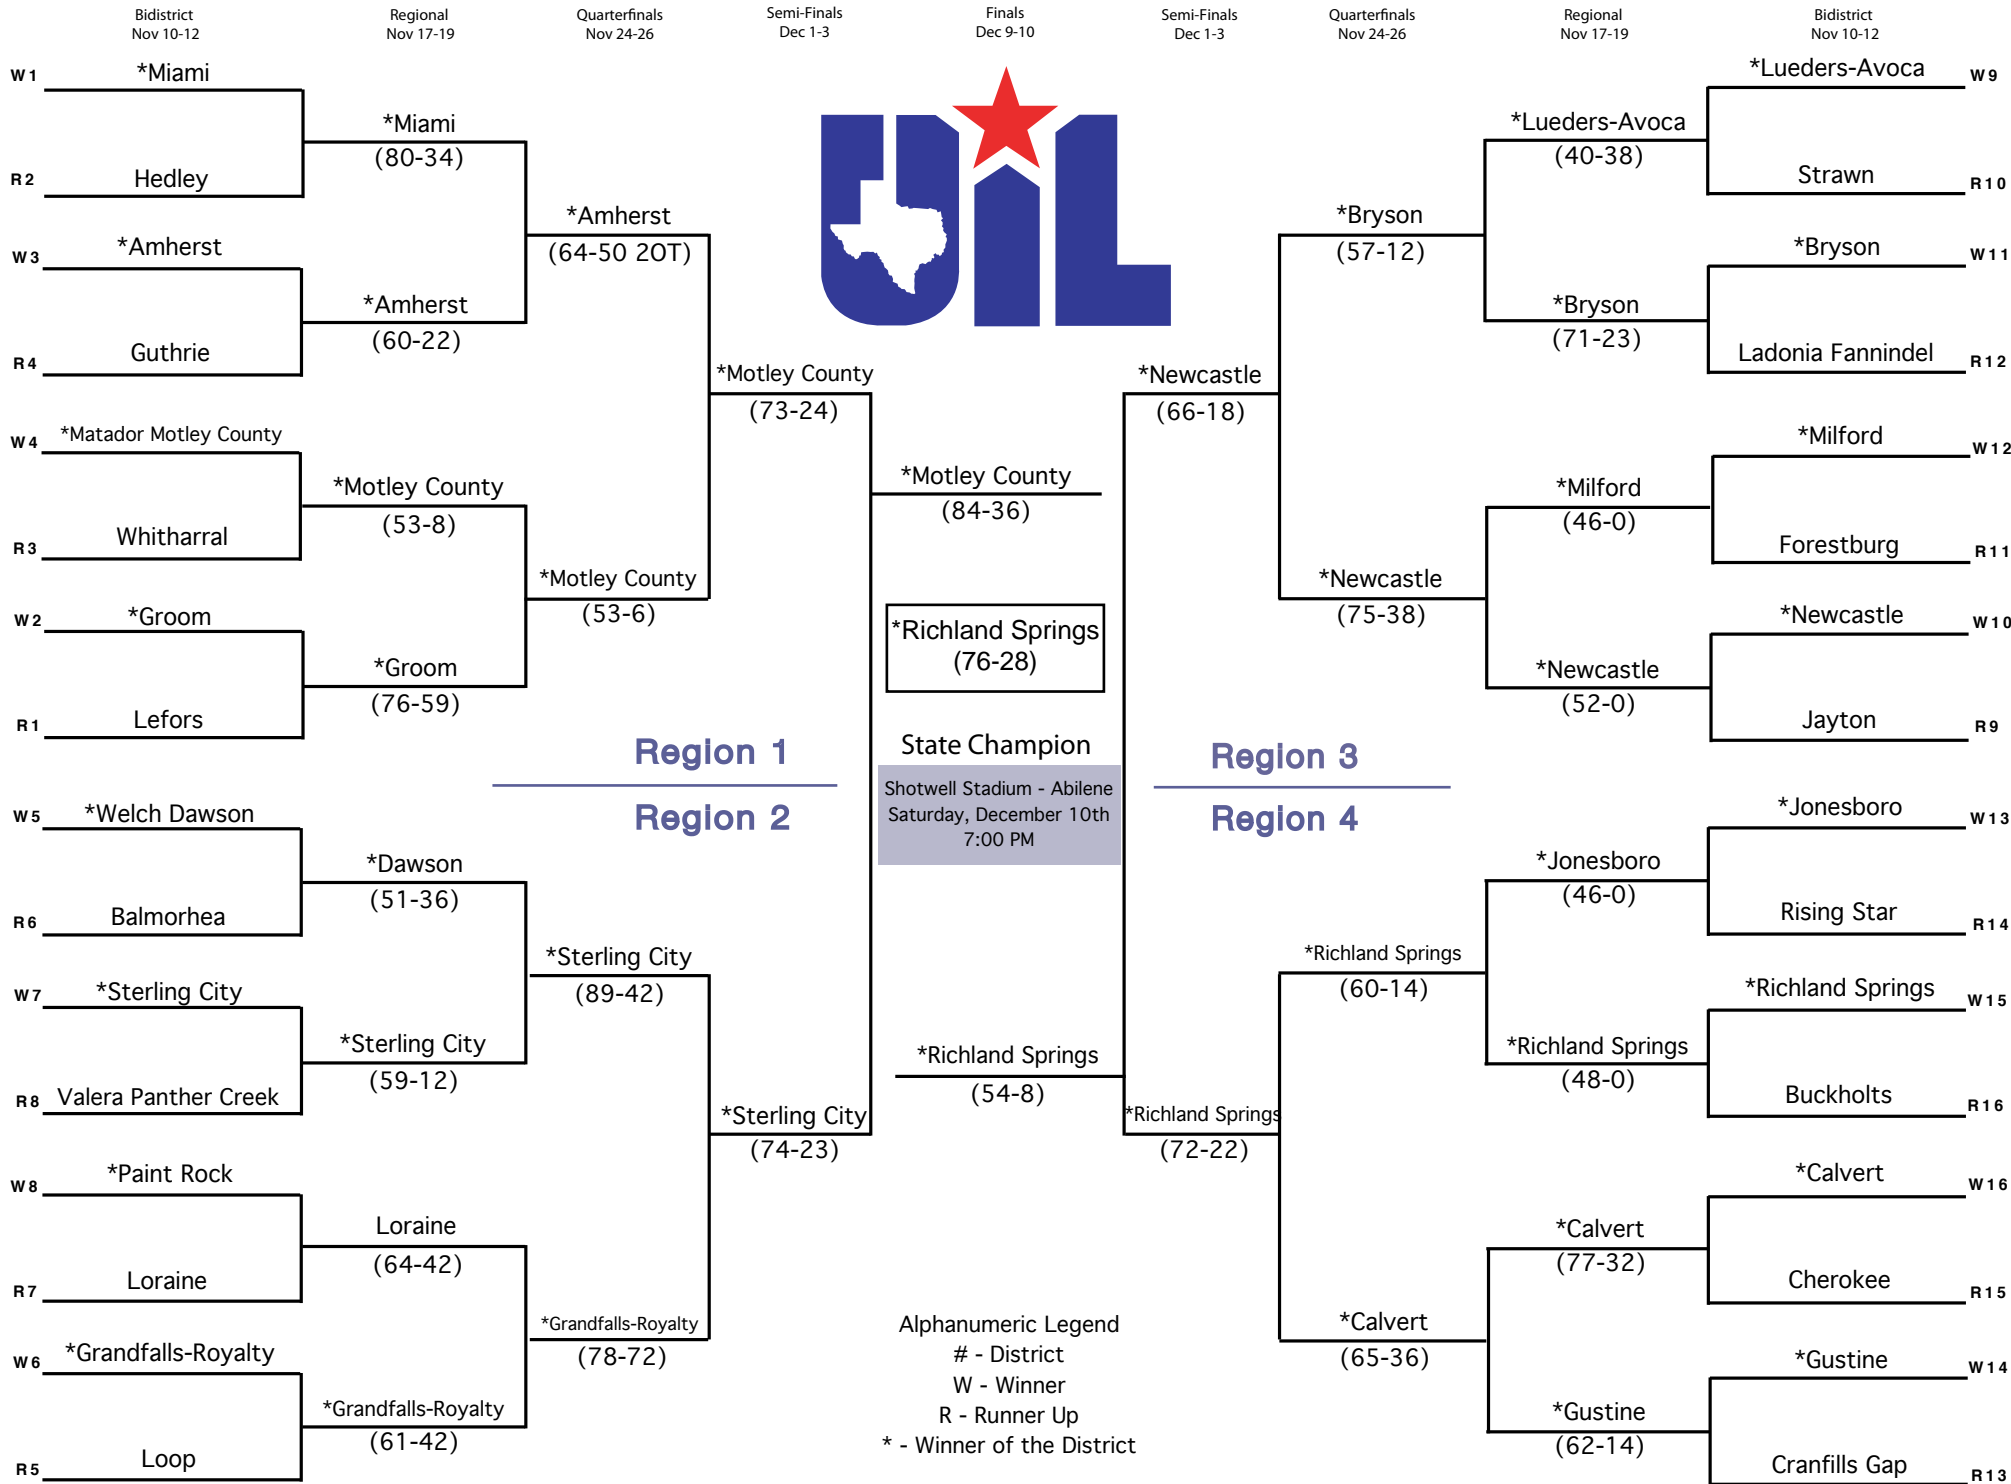 Bidistrict
Nov 10-12
Regional
Nov 17-19
Quarterfinals
Nov 24-26
Semi-Finals
Dec 1-3
Finals
Dec 9-10
Semi-Finals
Dec 1-3
Quarterfinals
Nov 24-26
Regional
Nov 17-19
Bidistrict
Nov 10-12
W1 *Miami
R2 Hedley
W3 *Amherst
R4 Guthrie
W4 *Matador Motley County
R3 Whitharral
W2 *Groom
R1 Lefors
W5 *Welch Dawson
R6 Balmorhea
W7 *Sterling City
R8 Valera Panther Creek
W8 *Paint Rock
R7 Loraine
W6 *Grandfalls-Royalty
R5 Loop
*Miami
(80-34)
*Amherst
(60-22)
*Motley County
(53-8)
*Groom
(76-59)
*Dawson
(51-36)
*Sterling City
(59-12)
Loraine
(64-42)
*Grandfalls-Royalty
(61-42)
*Amherst
(64-50 2OT)
*Motley County
(53-6)
*Sterling City
(89-42)
*Grandfalls-Royalty
(78-72)
*Motley County
(73-24)
*Sterling City
(74-23)
Region 1
Region 2
UIL
*Motley County
(84-36)
*Richland Springs
(76-28)
State Champion
Shotwell Stadium - Abilene
Saturday, December 10th
7:00 PM
*Richland Springs
(54-8)
Alphanumeric Legend
# - District
W - Winner
R - Runner Up
* - Winner of the District
*Newcastle
(66-18)
*Richland Springs
(72-22)
Region 3
Region 4
*Bryson
(57-12)
*Newcastle
(75-38)
*Richland Springs
(60-14)
*Calvert
(65-36)
*Lueders-Avoca
(40-38)
*Bryson
(71-23)
*Milford
(46-0)
*Newcastle
(52-0)
*Jonesboro
(46-0)
*Richland Springs
(48-0)
*Calvert
(77-32)
*Gustine
(62-14)
*Lueders-Avoca W9
Strawn R10
*Bryson W11
Ladonia Fannindel R12
*Milford W12
Forestburg R11
*Newcastle W10
Jayton R9
*Jonesboro W13
Rising Star R14
*Richland Springs W15
Buckholts R16
*Calvert W16
Cherokee R15
*Gustine W14
Cranfills Gap R13